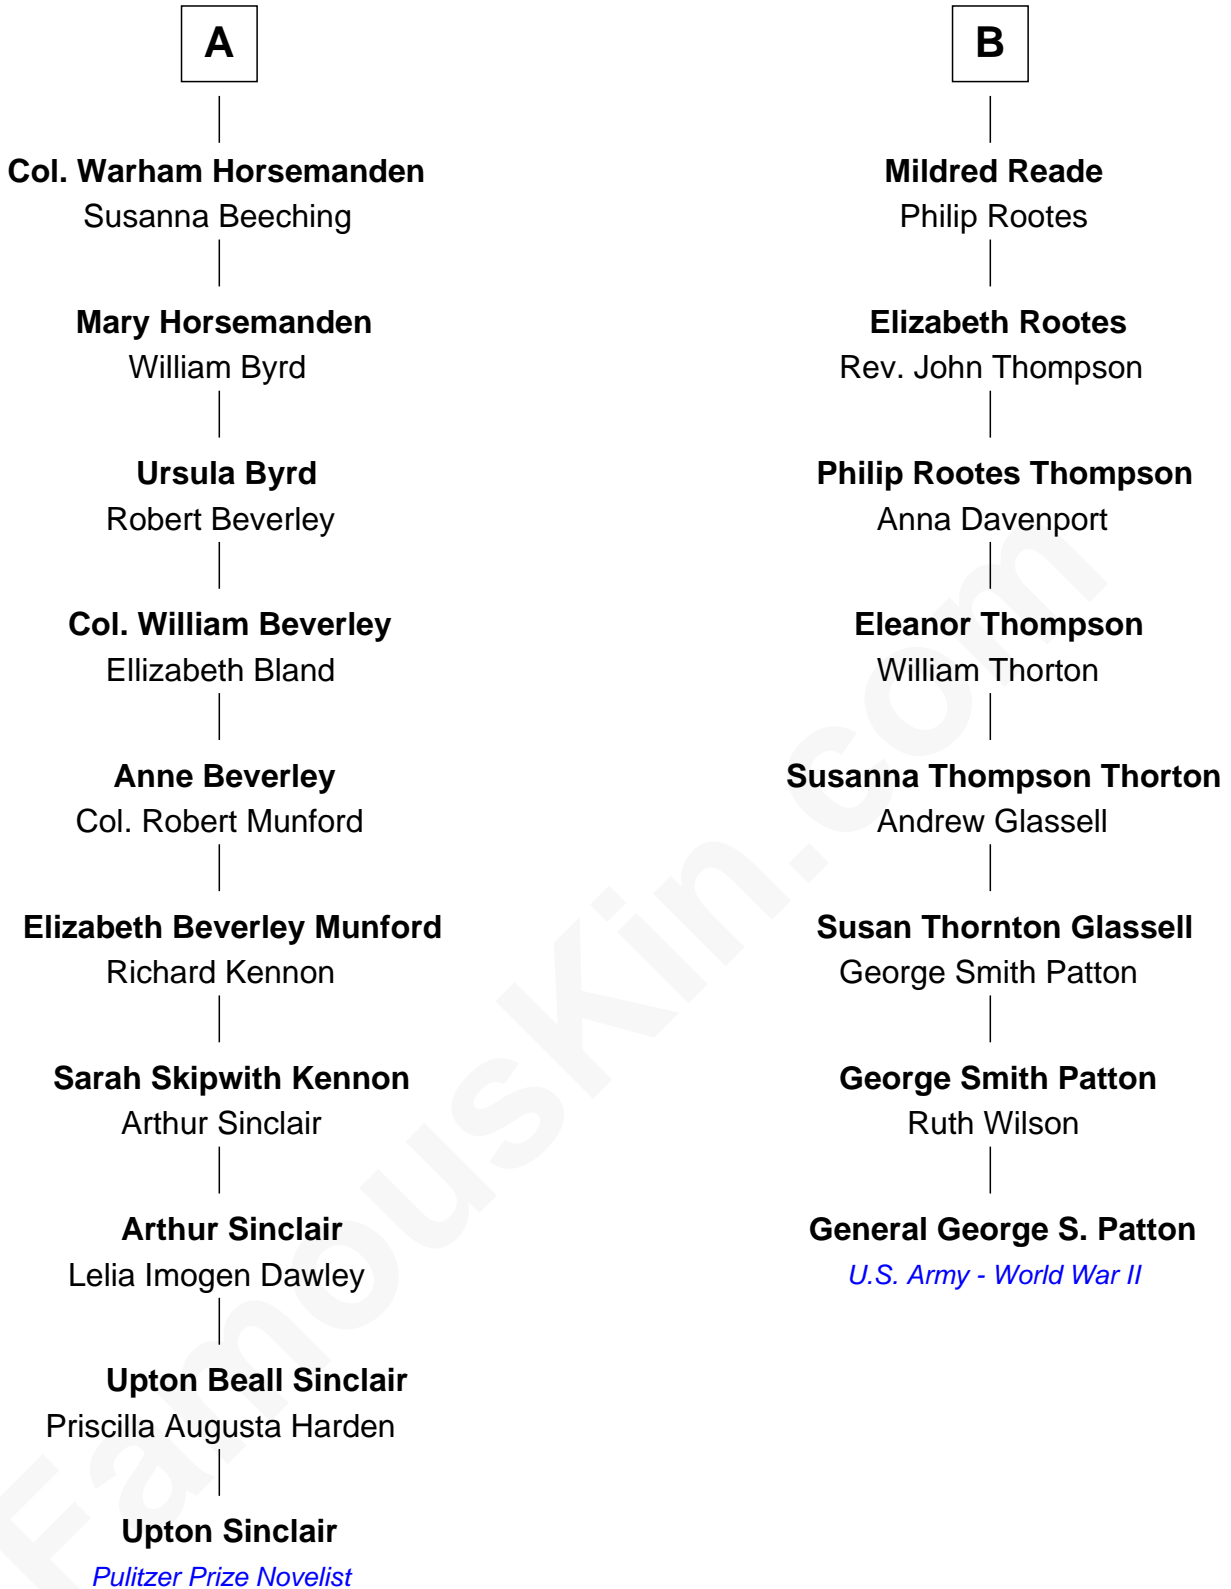 A
Col. Warham Horsemanden
Susanna Beeching
Mary Horsemanden
William Byrd
Ursula Byrd
Robert Beverley
Col. William Beverley
Ellizabeth Bland
Anne Beverley
Col. Robert Munford
Elizabeth Beverley Munford
Richard Kennon
Sarah Skipwith Kennon
Arthur Sinclair
Arthur Sinclair
Lelia Imogen Dawley
Upton Beall Sinclair
Priscilla Augusta Harden
Upton Sinclair
Pulitzer Prize Novelist
B
Mildred Reade
Philip Rootes
Elizabeth Rootes
Rev. John Thompson
Philip Rootes Thompson
Anna Davenport
Eleanor Thompson
William Thorton
Susanna Thompson Thorton
Andrew Glassell
Susan Thornton Glassell
George Smith Patton
George Smith Patton
Ruth Wilson
General George S. Patton
U.S. Army - World War II
FamousKin.com